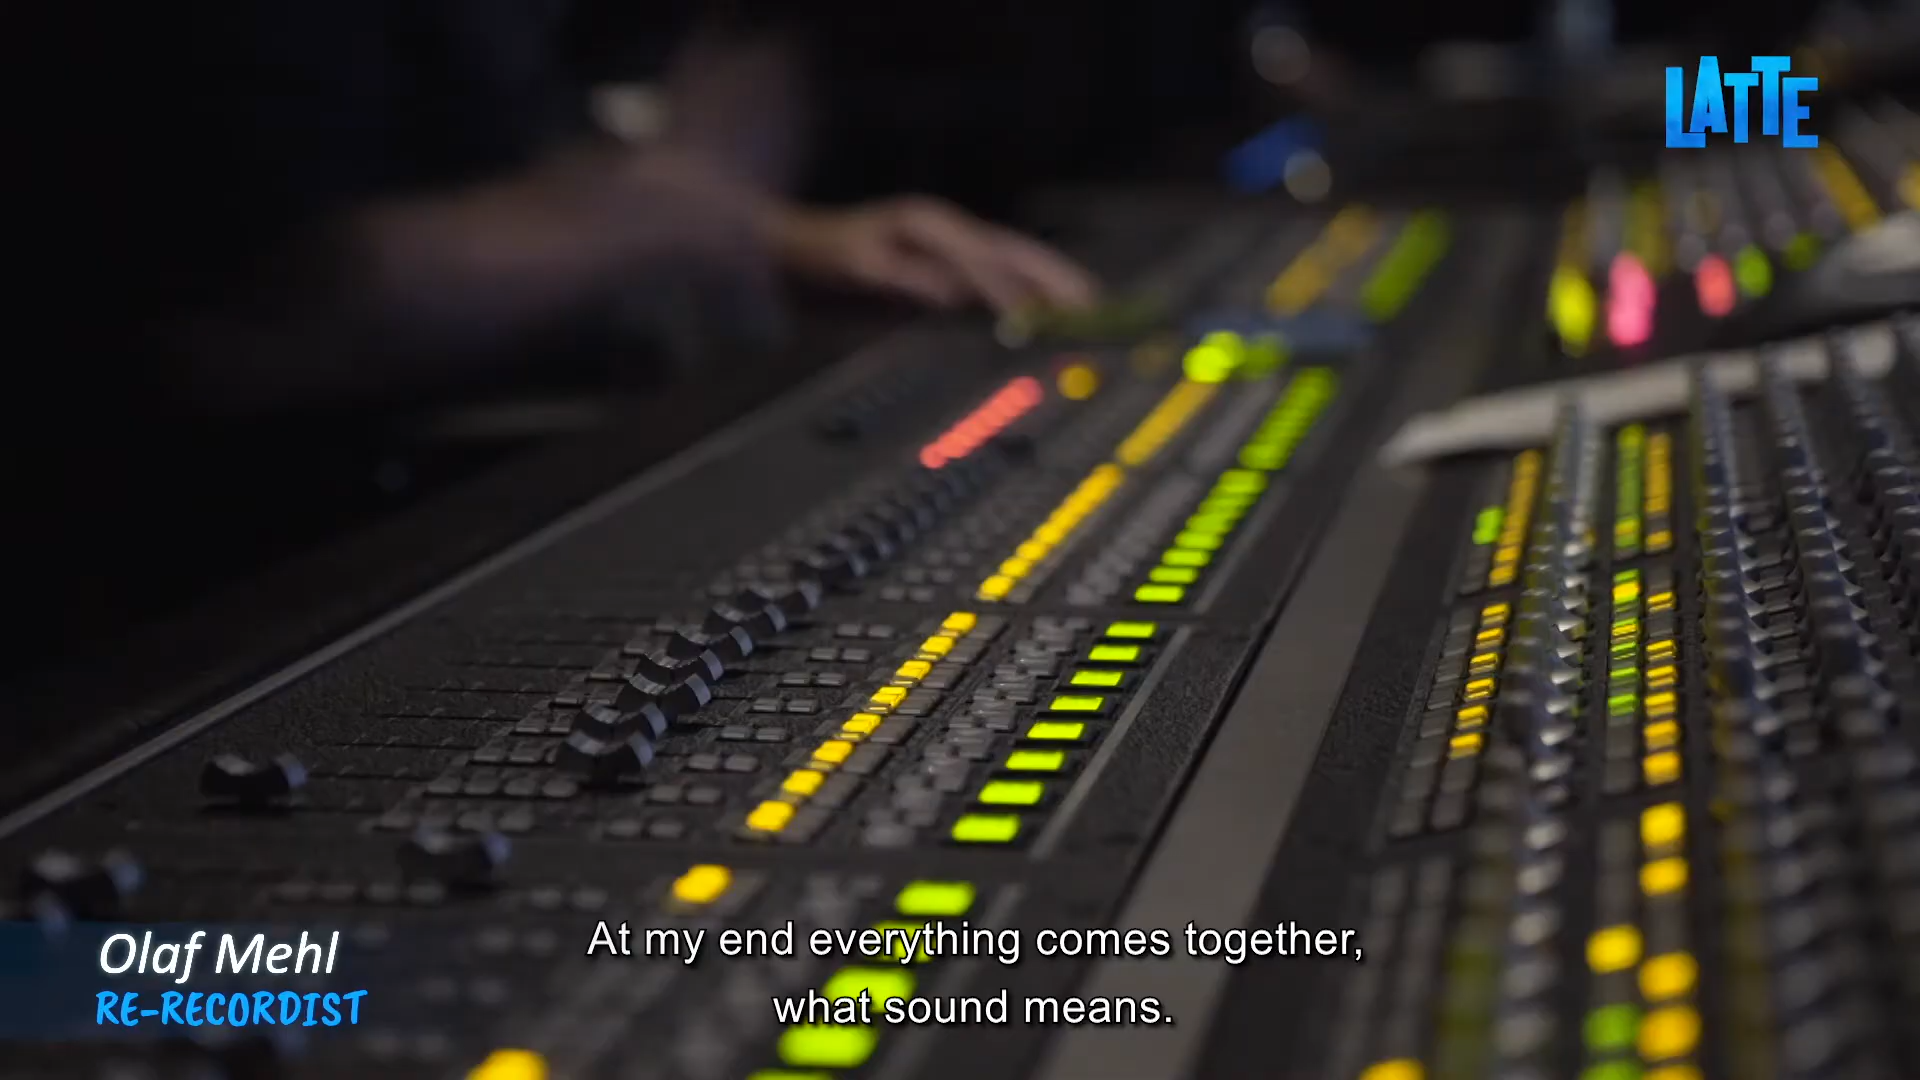 LATTE
Olaf Mehl
RE-RECORDIST
At my end everything comes together,
what sound means.